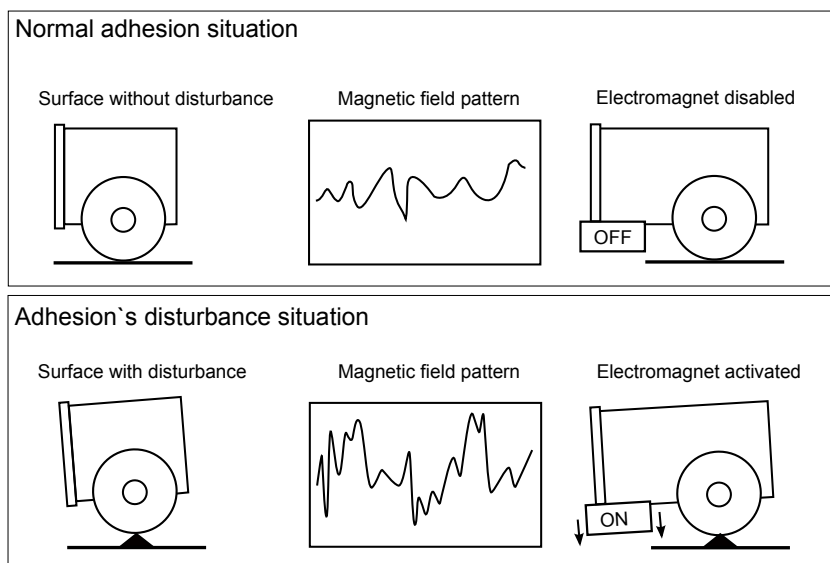 Normal adhesion situation
Surface without disturbance
Magnetic field pattern
Electromagnet disabled
OFF
Adhesion`s disturbance situation
Surface with disturbance
Magnetic field pattern
Electromagnet activated
ON